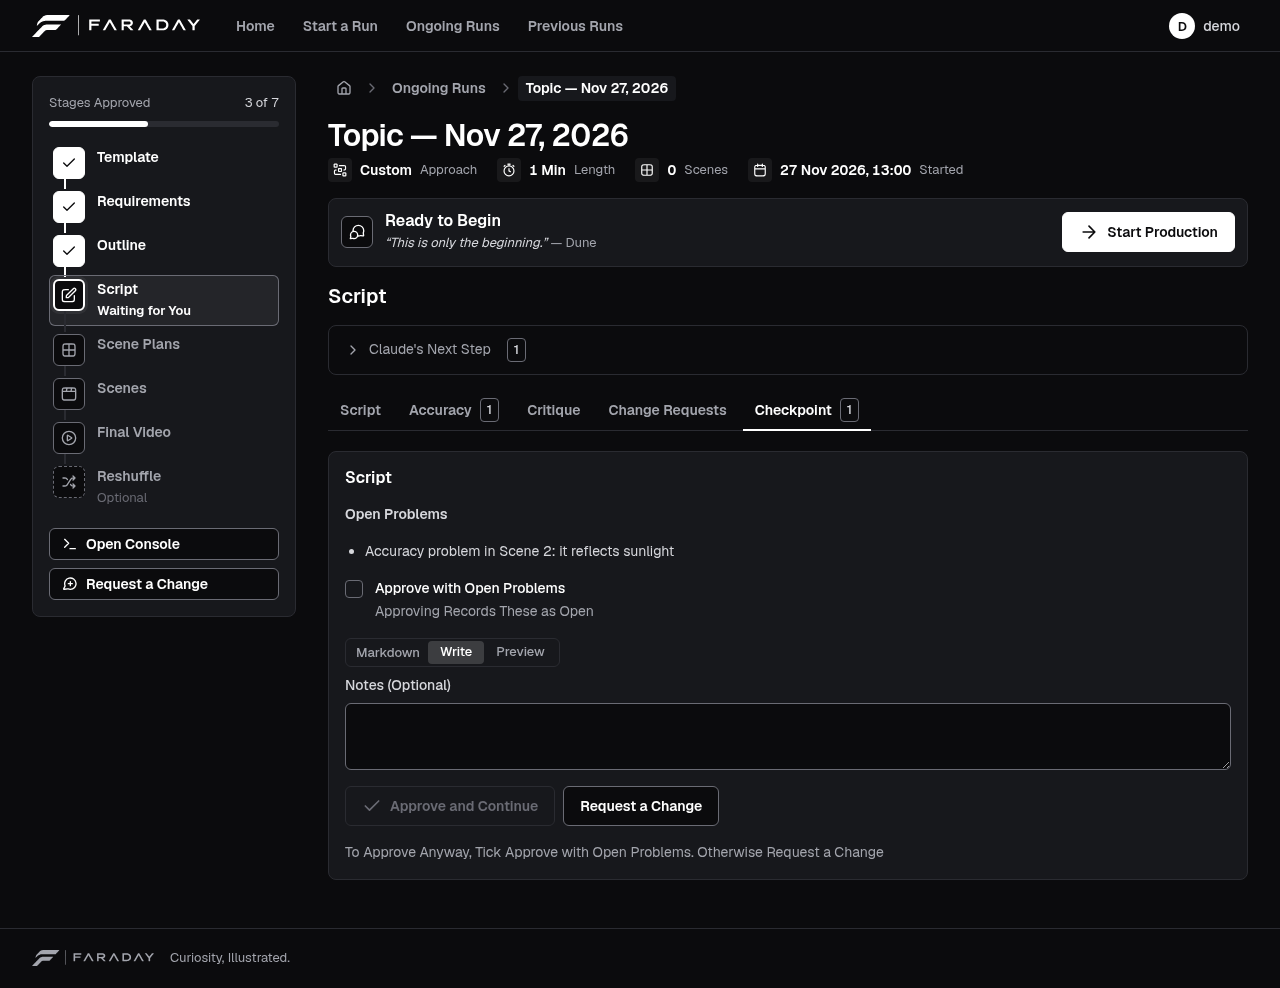 FARADAY
Home
Start a Run
Ongoing Runs
Previous Runs
D
demo
Stages Approved
3 of 7
Template
Requirements
Outline
Script
Waiting for You
Scene Plans
Scenes
Final Video
Reshuffle
Optional
Open Console
Request a Change
Ongoing Runs
Topic — Nov 27, 2026
Topic — Nov 27, 2026
Custom Approach
1 Min Length
0 Scenes
27 Nov 2026, 13:00 Started
Ready to Begin
“This is only the beginning.” — Dune
Start Production
Script
Claude's Next Step 1
Script
Accuracy 1
Critique
Change Requests
Checkpoint 1
Script
Open Problems
• Accuracy problem in Scene 2: it reflects sunlight
Approve with Open Problems
Approving Records These as Open
Markdown
Write
Preview
Notes (Optional)
Approve and Continue
Request a Change
To Approve Anyway, Tick Approve with Open Problems. Otherwise Request a Change
FARADAY
Curiosity, Illustrated.